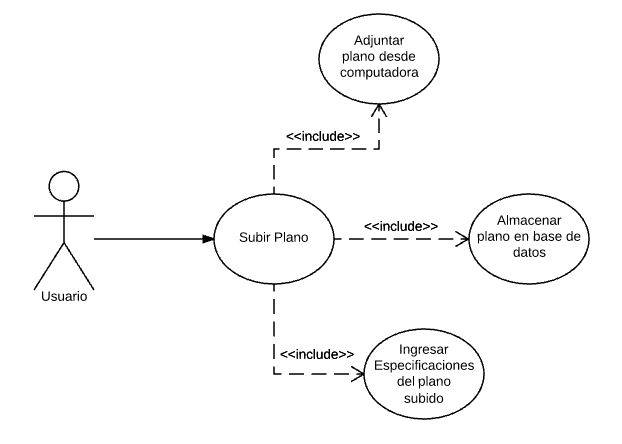 Adjuntar
plano desde
computadora
<<include>>
Subir Plano
<<include>>
Almacenar
plano en base de
datos
Usuario
<<include>>
Ingresar
Especificaciones
del plano
subido